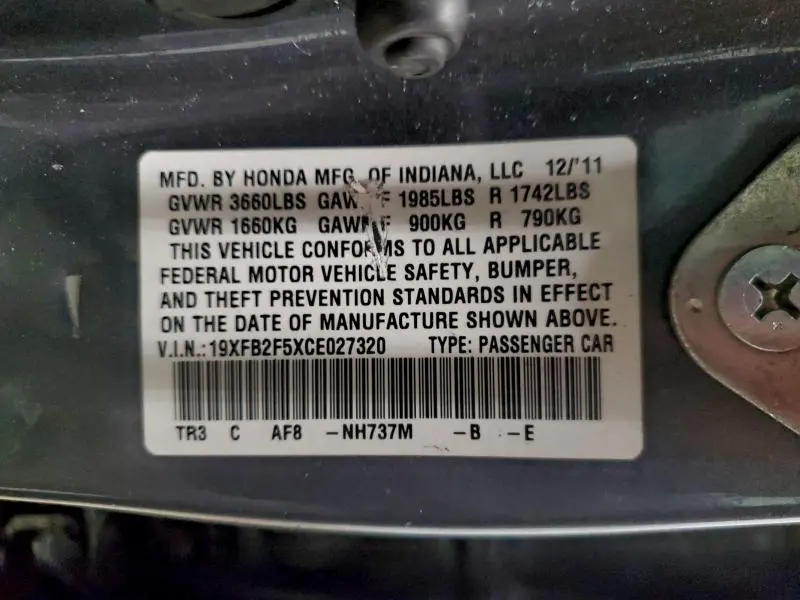 MFD. BY HONDA MFG. OF INDIANA, LLC 12/'11
GVWR 3660LBS GAWR F 1985LBS R 1742LBS
GVWR 1660KG GAWR F 900KG R 790KG
THIS VEHICLE CONFORMS TO ALL APPLICABLE
FEDERAL MOTOR VEHICLE SAFETY, BUMPER,
AND THEFT PREVENTION STANDARDS IN EFFECT
ON THE DATE OF MANUFACTURE SHOWN ABOVE.
V.I.N.:19XFB2F5XCE027320 TYPE: PASSENGER CAR
TR3 C AF8 -NH737M -B -E